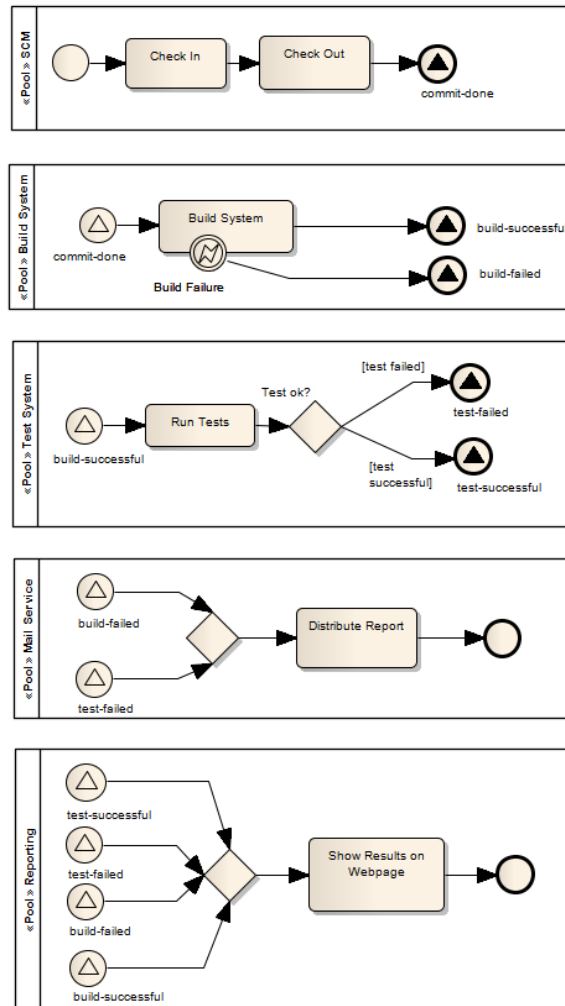 «Pool» SCM
Check In
Check Out
commit-done
«Pool» Build System
commit-done
Build System
Build Failure
build-successfu
build-failed
«Pool» Test System
build-successful
Run Tests
Test ok?
[test failed]
test-failed
[test
successful]
test-successful
«Pool» Mail Service
build-failed
test-failed
Distribute Report
«Pool» Reporting
test-successful
test-failed
build-failed
build-successful
Show Results on
Webpage